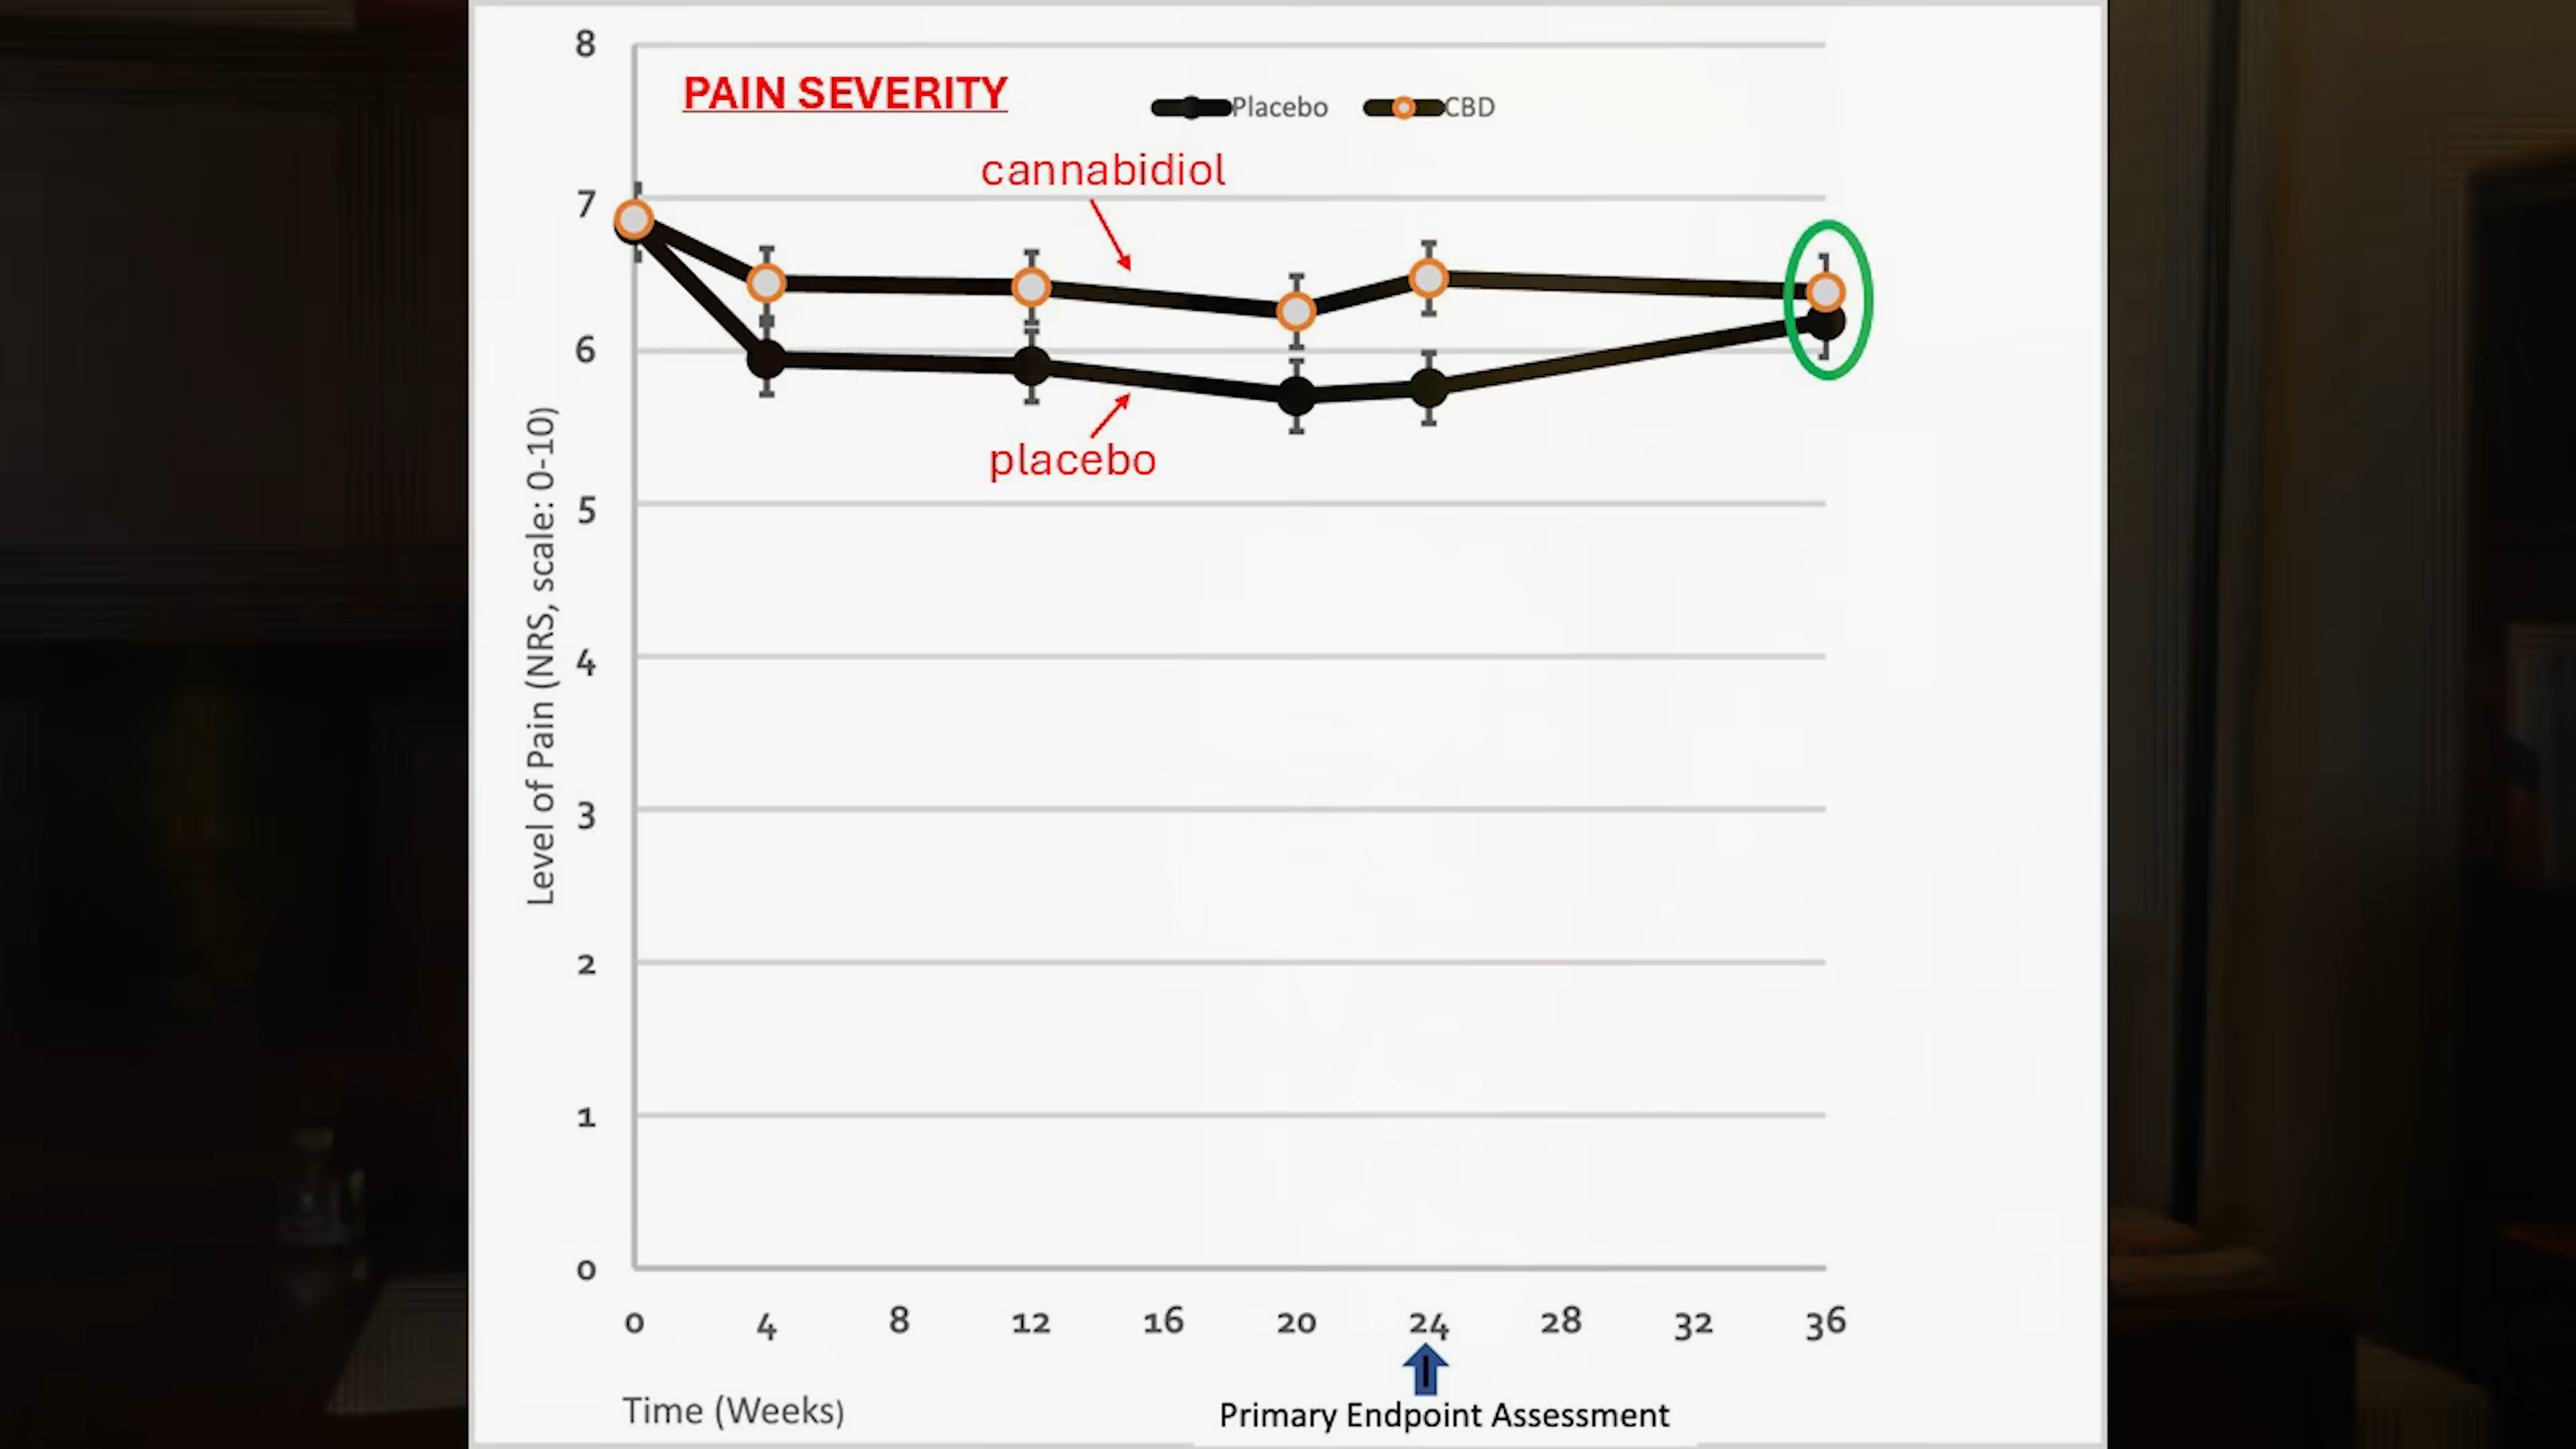 8
PAIN SEVERITY
Placebo
CBD
cannabidiol
7
6
placebo
5
4
3
2
1
0
Level of Pain (NRS, scale: 0-10)
0 4 8 12 16 20 24 28 32 36
Time (Weeks)
Primary Endpoint Assessment